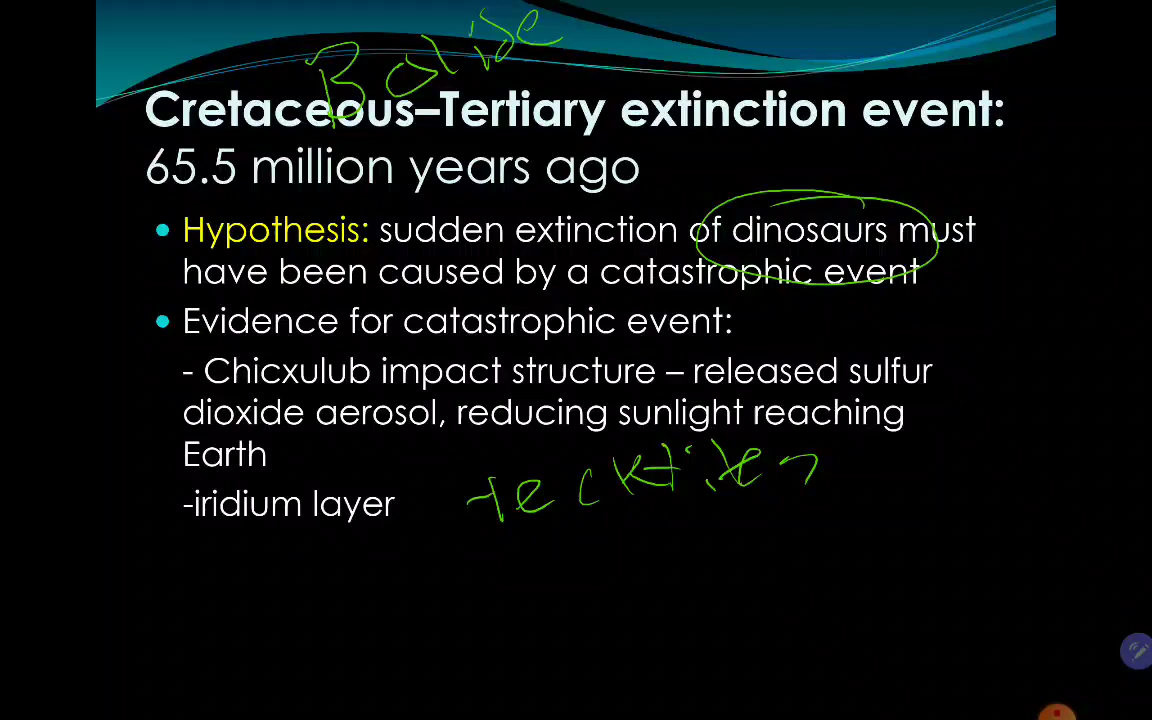 Bolide
Cretaceous–Tertiary extinction event:
65.5 million years ago
• Hypothesis: sudden extinction of dinosaurs must
have been caused by a catastrophic event
• Evidence for catastrophic event:
- Chicxulub impact structure – released sulfur
dioxide aerosol, reducing sunlight reaching
Earth
-iridium layer
tecktites